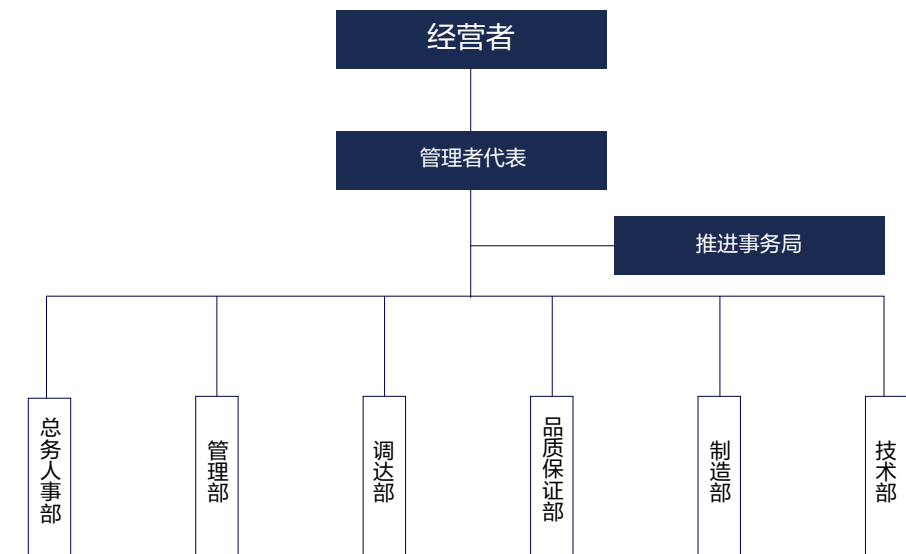 经营者
管理者代表
推进事务局
总务人事部
管理部
调达部
品质保证部
制造部
技术部